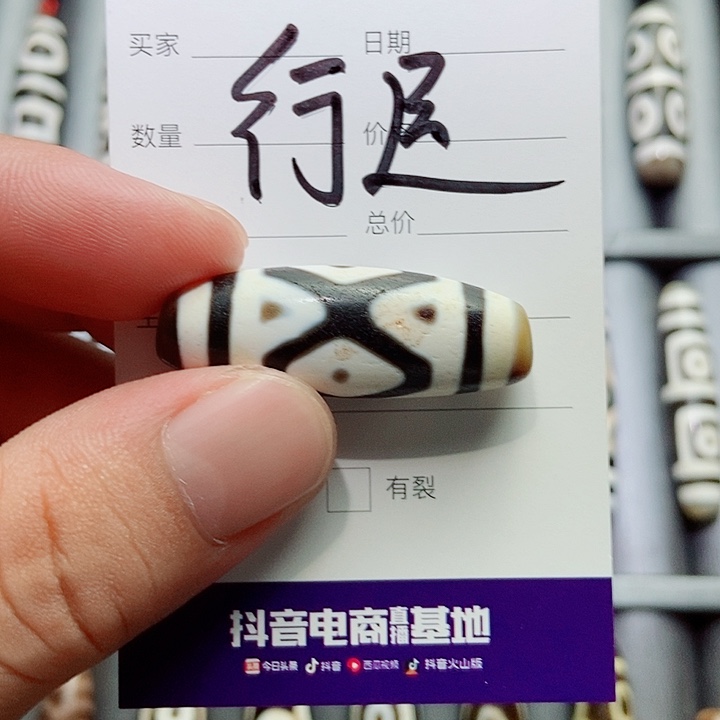 买家 日期
行足
数量 价
总价
有裂
抖音电商直播基地
今日头条 抖音 西瓜视频 抖音火山版